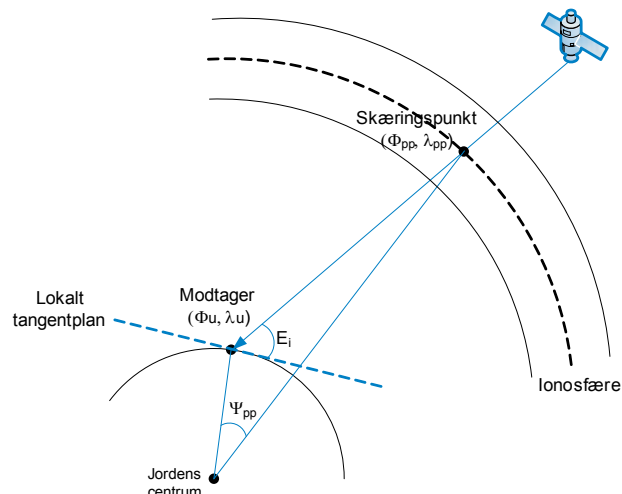 Skæringspunkt
(Φpp, λpp)
Lokalt
tangentplan
Modtager
(Φu, λu)
Ei
Ionosfære
Ψpp
Jordens
centrum